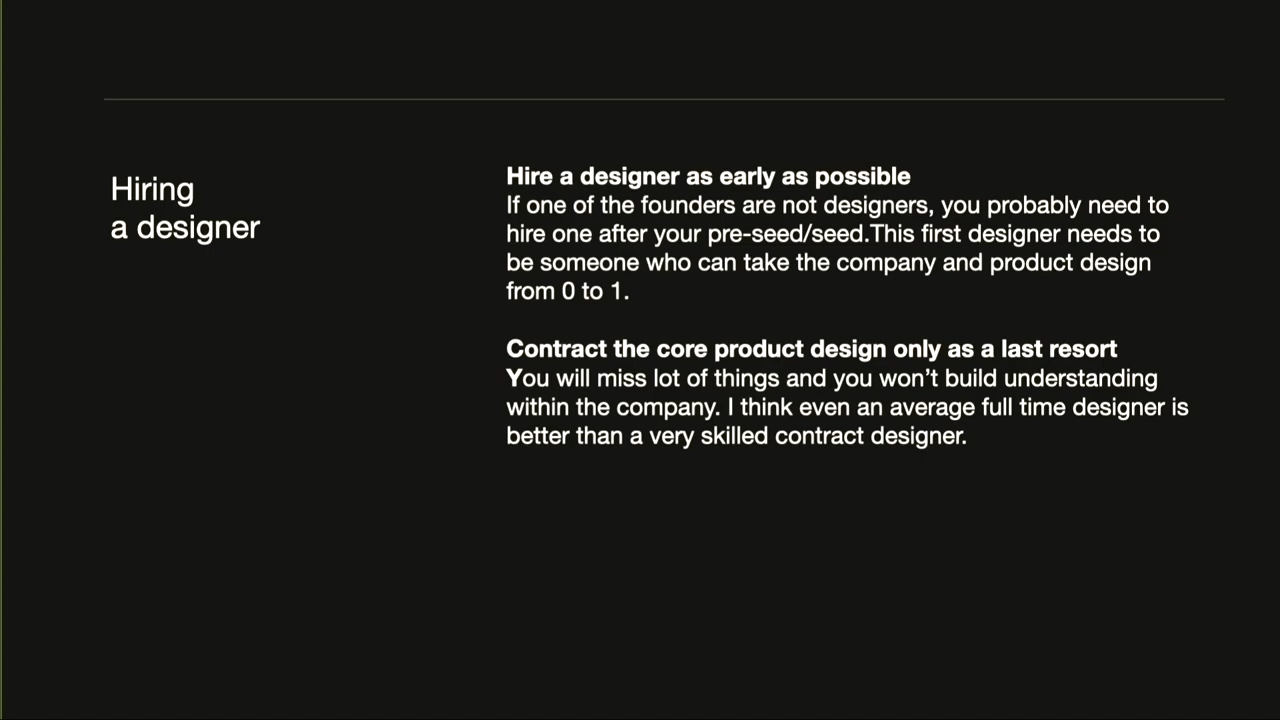 Hiring
a designer
Hire a designer as early as possible
If one of the founders are not designers, you probably need to
hire one after your pre-seed/seed.This first designer needs to
be someone who can take the company and product design
from 0 to 1.
Contract the core product design only as a last resort
You will miss lot of things and you won’t build understanding
within the company. I think even an average full time designer is
better than a very skilled contract designer.